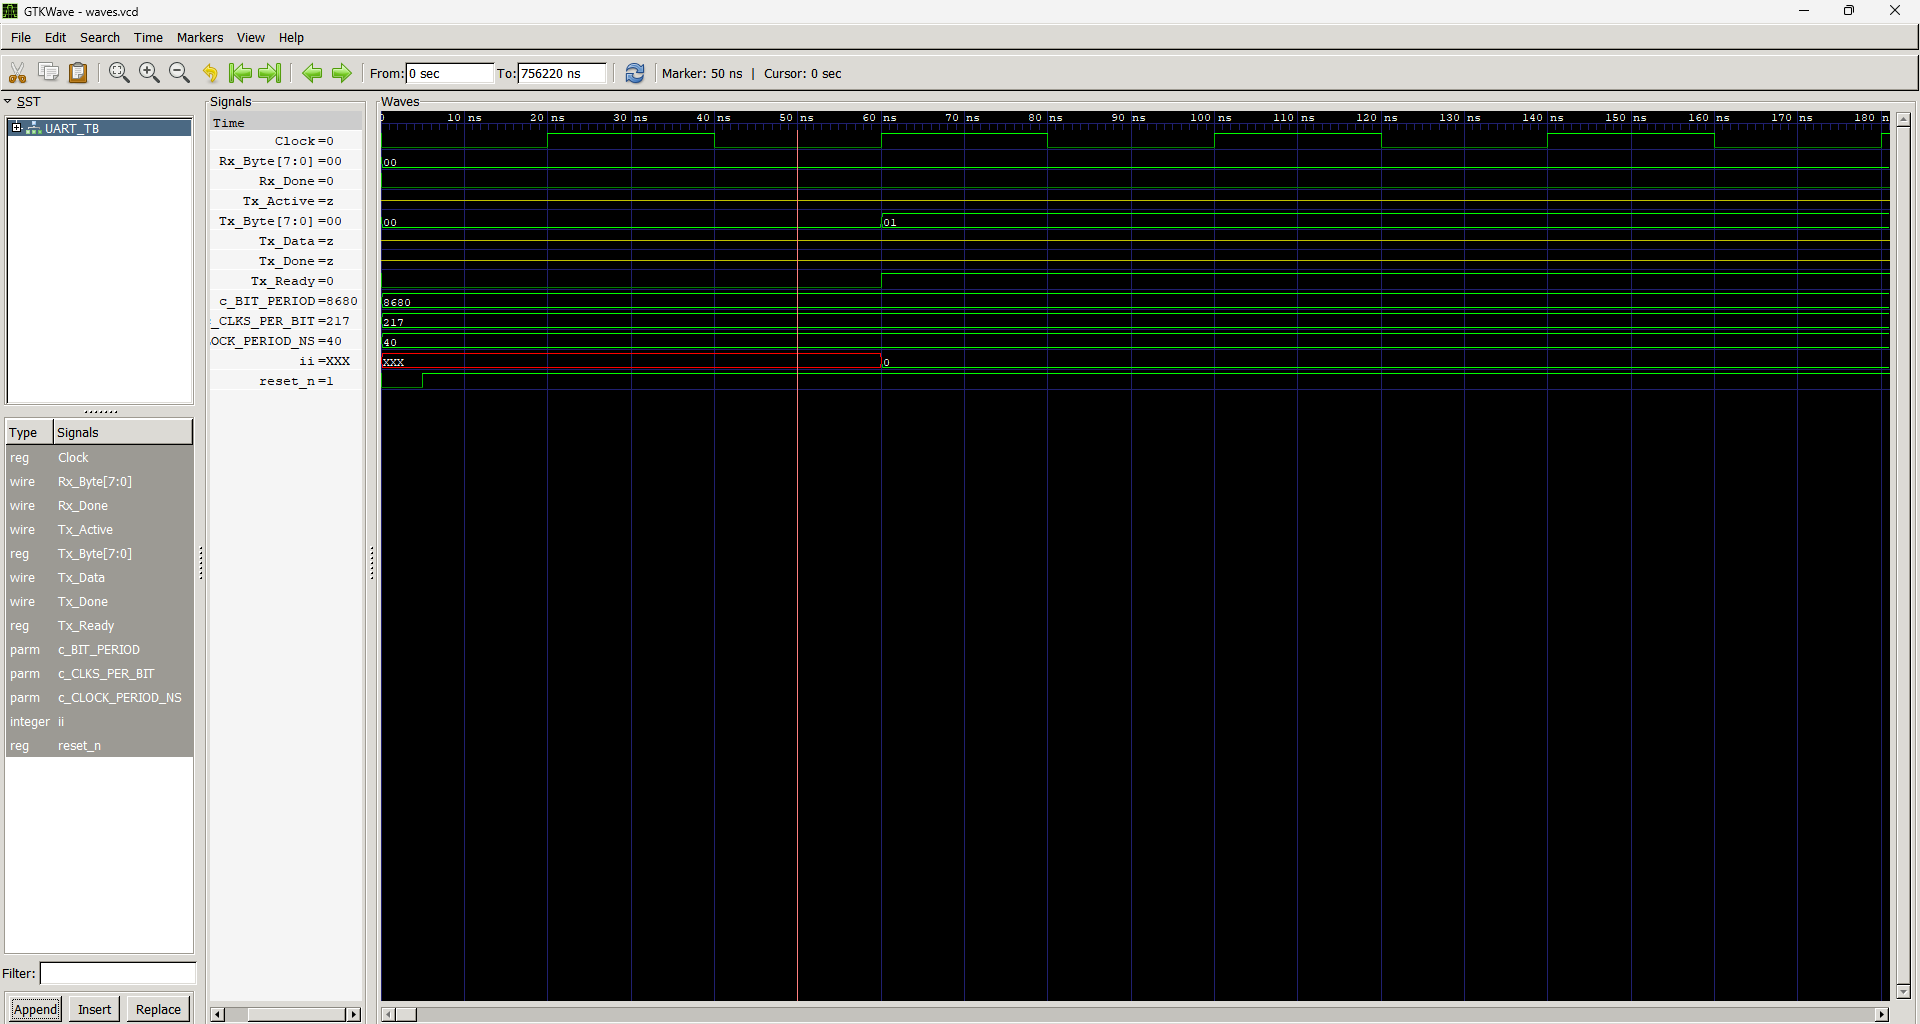 GTKWave - waves.vcd
File Edit Search Time Markers View Help
From: 0 sec To: 756220 ns Marker: 50 ns | Cursor: 0 sec
SST
UART_TB
Type Signals
reg Clock
wire Rx_Byte[7:0]
wire Rx_Done
wire Tx_Active
reg Tx_Byte[7:0]
wire Tx_Data
wire Tx_Done
reg Tx_Ready
parm c_BIT_PERIOD
parm c_CLKS_PER_BIT
parm c_CLOCK_PERIOD_NS
integer ii
reg reset_n
Filter:
Append Insert Replace
Signals
Time
Clock=0
Rx_Byte[7:0]=00
Rx_Done=0
Tx_Active=z
Tx_Byte[7:0]=00
Tx_Data=z
Tx_Done=z
Tx_Ready=0
c_BIT_PERIOD=8680
_CLKS_PER_BIT=217
OCK_PERIOD_NS=40
ii=XXX
reset_n=1
Waves
0 10 ns 20 ns 30 ns 40 ns 50 ns 60 ns 70 ns 80 ns 90 ns 100 ns 110 ns 120 ns 130 ns 140 ns 150 ns 160 ns 170 ns 180 n
00
00 01
8680
217
40
XXX 0